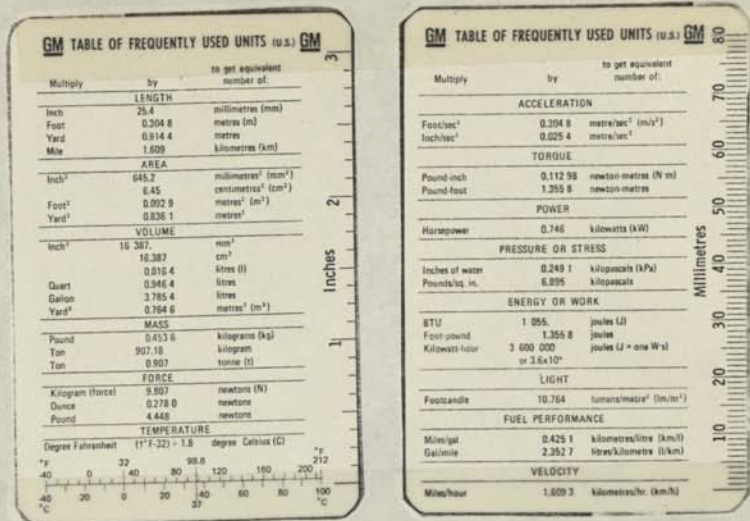 GM TABLE OF FREQUENTLY USED UNITS (U.S.) GM
to get equivalent
Multiply by number of:
LENGTH
Inch 25.4 millimetres (mm)
Foot 0.304 8 metres (m)
Yard 0.914 4 metres
Mile 1.609 kilometres (km)
AREA
Inch² 645.2 millimetres² (mm²)
6.45 centimetres² (cm²)
Foot² 0.092 9 metres² (m²)
Yard² 0.836 1 metres²
VOLUME
Inch³ 16 387. mm³
16.387 cm³
0.016 4 litres (l)
Quart 0.946 4 litres
Gallon 3.785 4 litres
Yard³ 0.764 6 metres³ (m³)
MASS
Pound 0.453 6 kilograms (kg)
Ton 907.18 kilogram
Ton 0.907 tonne (t)
FORCE
Kilogram (force) 9.807 newtons (N)
Ounce 0.278 0 newtons
Pound 4.448 newtons
TEMPERATURE
Degree Fahrenheit (t°F-32) ÷ 1.8 degree Celsius (C)
°F 32 98.6 °F
212
-40 0 40 80 120 160 200
-40 20 0 20 40 60 80 100
°C 37 °C
3
2
Inches
1
GM TABLE OF FREQUENTLY USED UNITS (U.S.) GM
to get equivalent
Multiply by number of:
ACCELERATION
Foot/sec² 0.304 8 metre/sec² (m/s²)
Inch/sec² 0.025 4 metre/sec²
TORQUE
Pound-inch 0.112 98 newton-metres (N·m)
Pound-foot 1.355 8 newton-metres
POWER
Horsepower 0.746 kilowatts (kW)
PRESSURE OR STRESS
Inches of water 0.249 1 kilopascals (kPa)
Pounds/sq. in. 6.895 kilopascals
ENERGY OR WORK
BTU 1 055. joules (J)
Foot-pound 1.355 8 joules
Kilowatt-hour 3 600 000 joules (J = one W·s)
or 3.6x10⁶
LIGHT
Footcandle 10.764 lumens/metre² (lm/m²)
FUEL PERFORMANCE
Miles/gal 0.425 1 kilometres/litre (km/l)
Gal/mile 2.352 7 litres/kilometre (l/km)
VELOCITY
Miles/hour 1.609 3 kilometres/hr. (km/h)
80
70
60
50
Millimetres
40
30
20
10